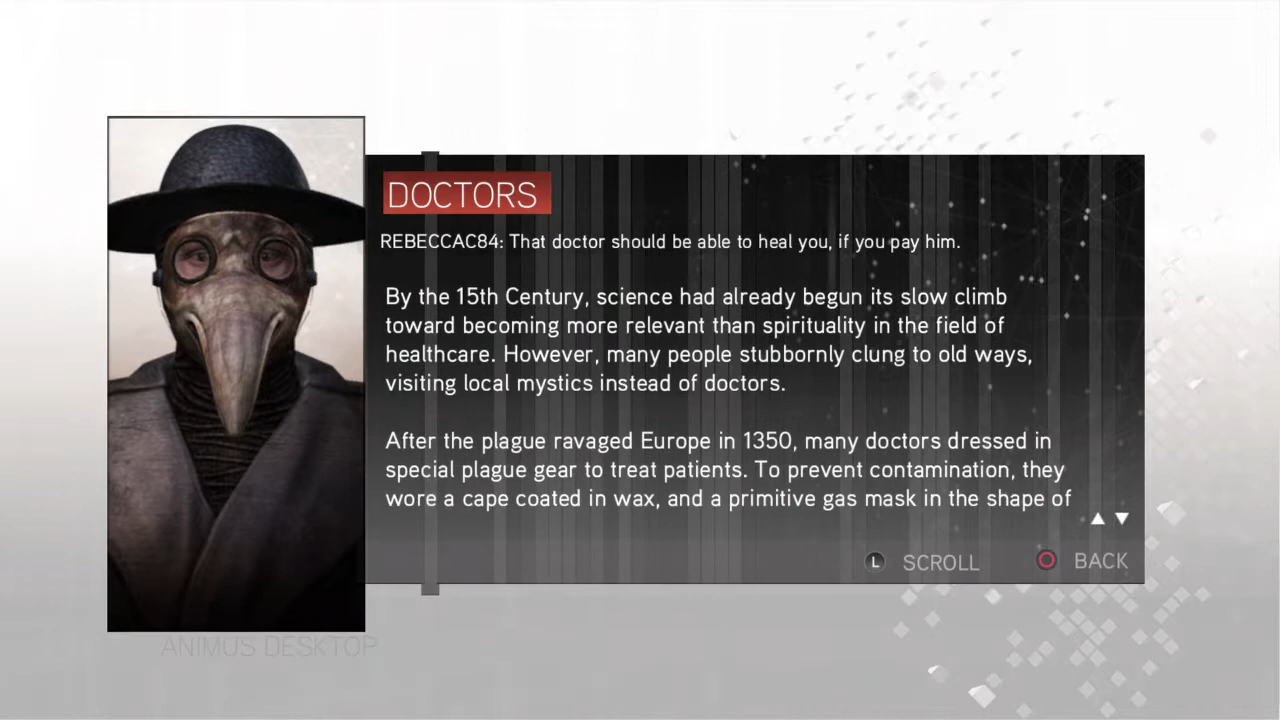 DOCTORS
REBECCAC84: That doctor should be able to heal you, if you pay him.
By the 15th Century, science had already begun its slow climb
toward becoming more relevant than spirituality in the field of
healthcare. However, many people stubbornly clung to old ways,
visiting local mystics instead of doctors.
After the plague ravaged Europe in 1350, many doctors dressed in
special plague gear to treat patients. To prevent contamination, they
wore a cape coated in wax, and a primitive gas mask in the shape of
L SCROLL BACK
ANIMUS DESKTOP